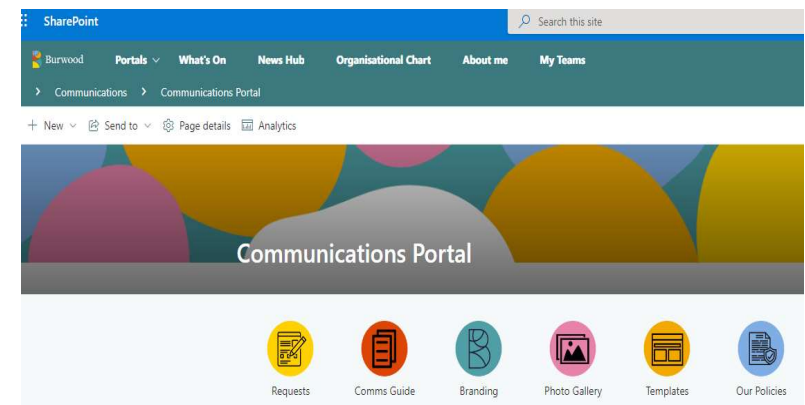 SharePoint Search this site
Burwood Portals What's On News Hub Organisational Chart About me My Teams
Communications Communications Portal
New Send to Page details Analytics
Communications Portal
Requests Comms Guide Branding Photo Gallery Templates Our Policies